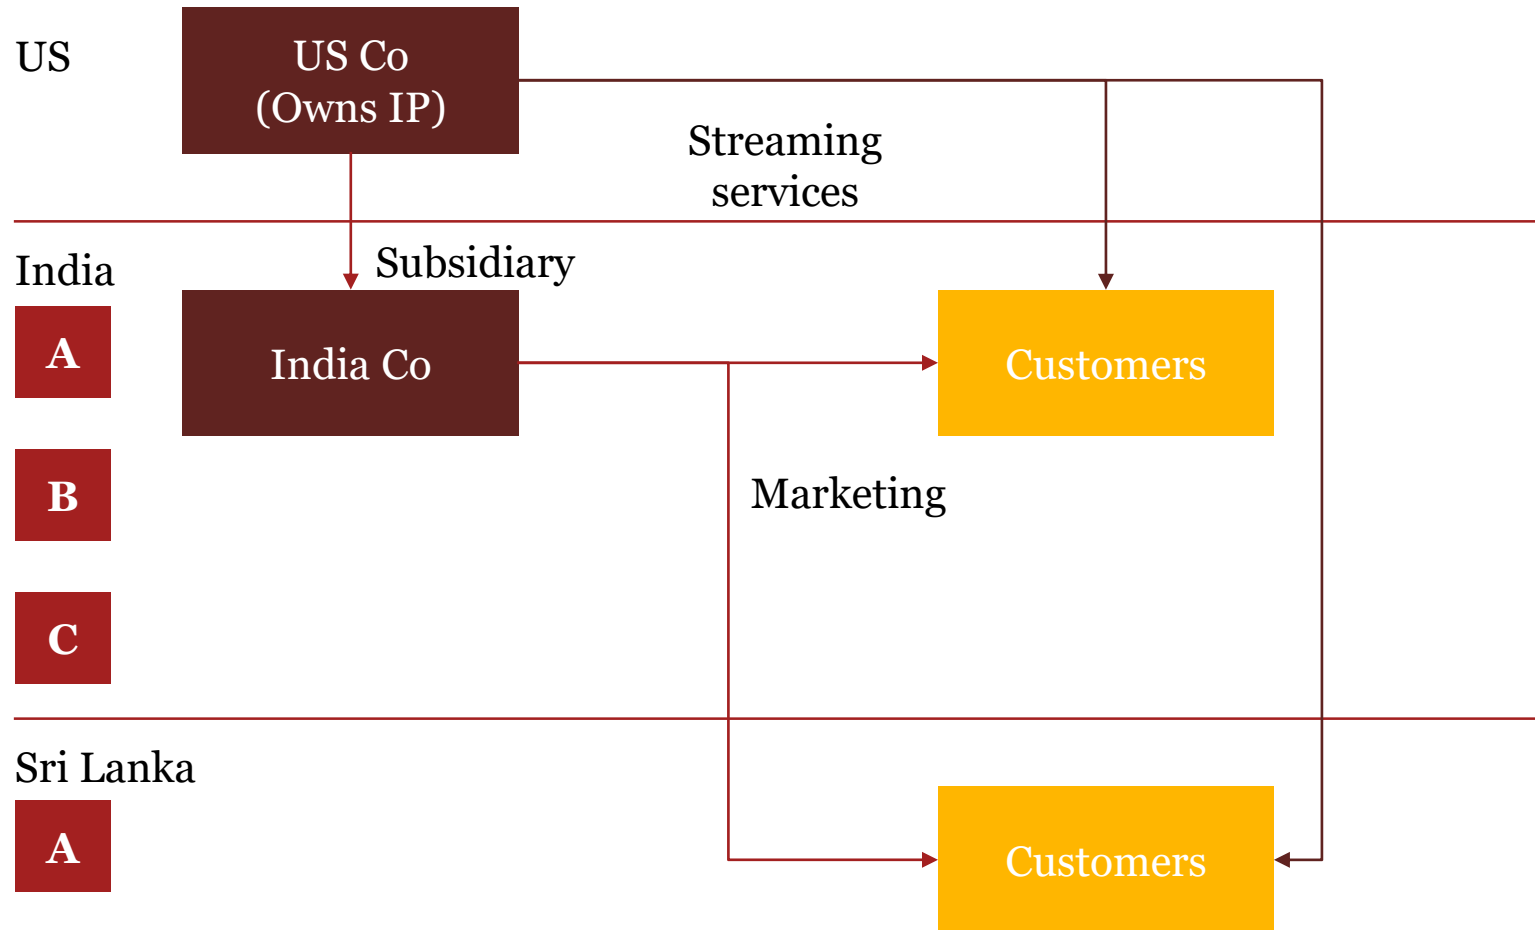 US
US Co
(Owns IP)
Streaming
services
India
Subsidiary
A
India Co
Customers
B
Marketing
C
Sri Lanka
A
Customers